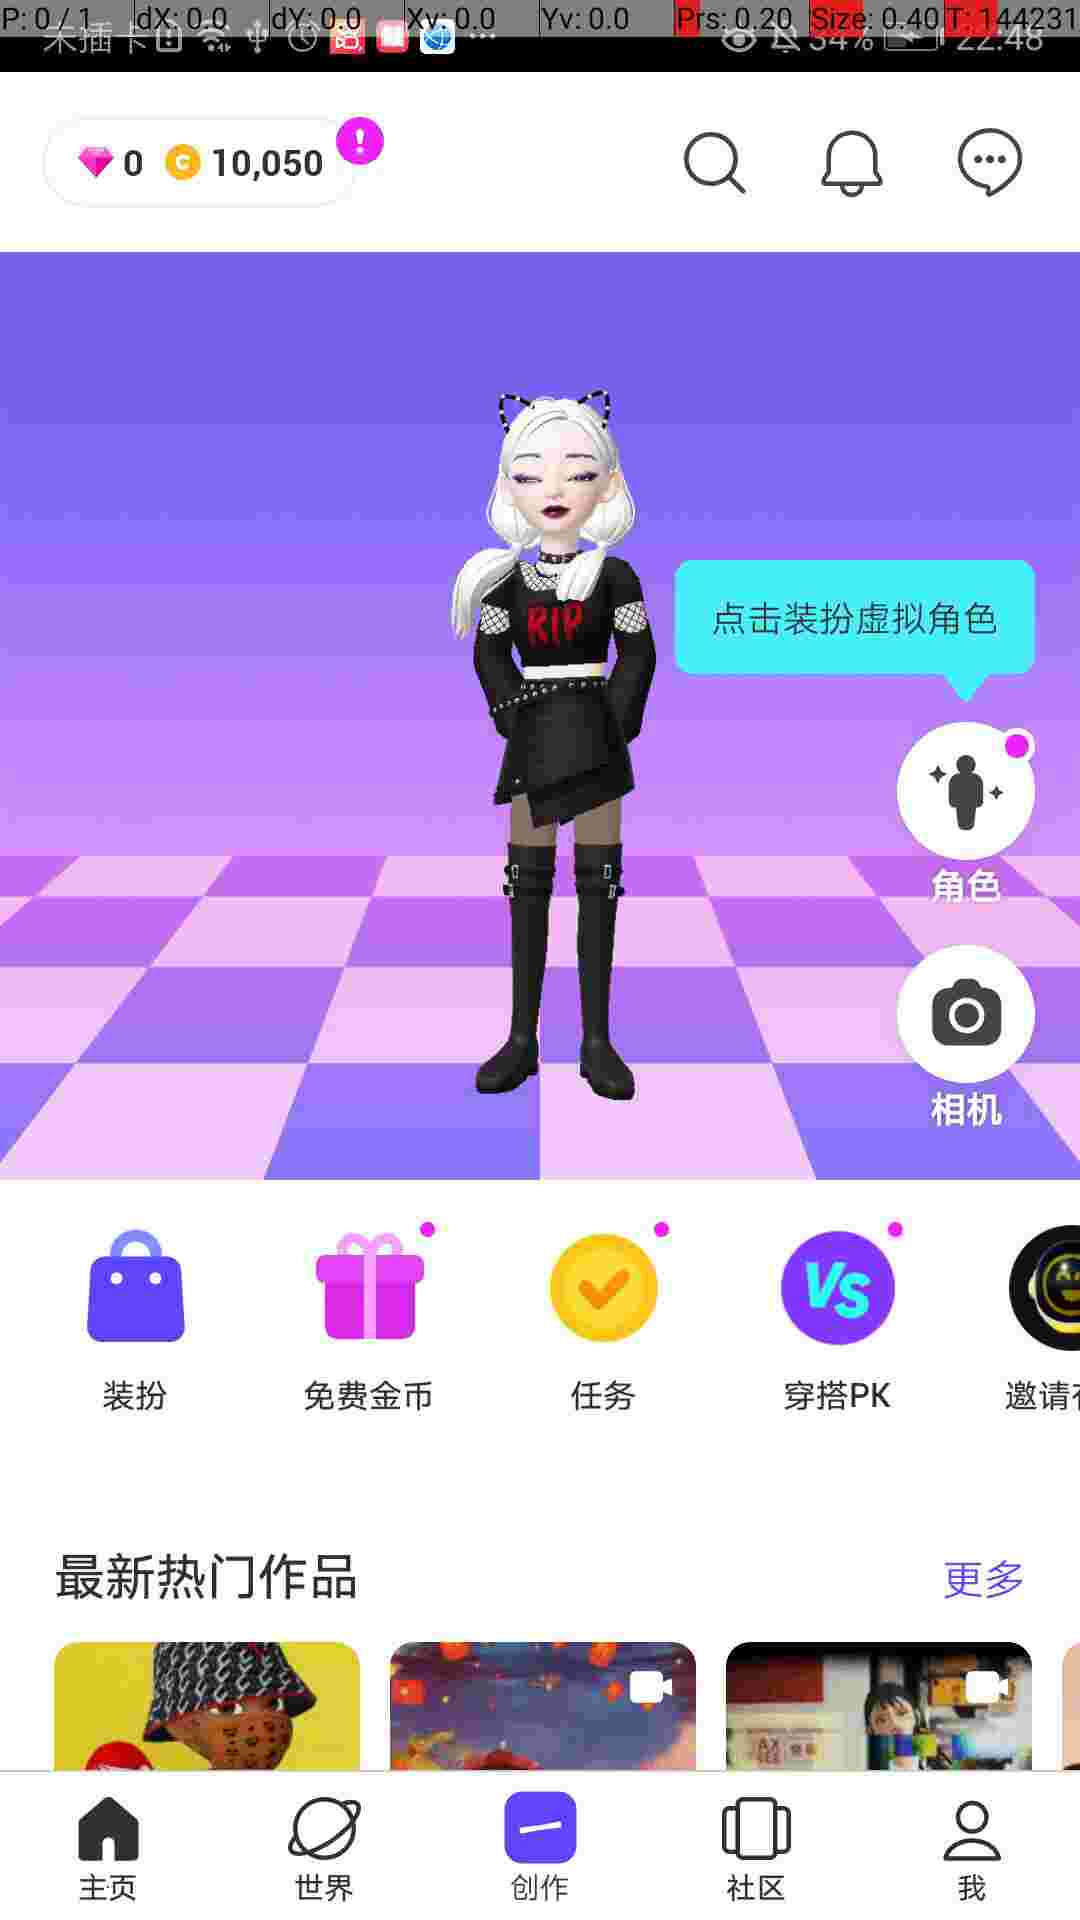 P: 0 / 1 dX: 0.0 dY: 0.0 Xv: 0.0 Yv: 0.0 Prs: 0.20 Size: 0.40 T: 144231
未插卡 34% 22:48
0 10,050
RIP
点击装扮虚拟角色
角色
相机
VS
装扮 免费金币 任务 穿搭PK 邀请
最新热门作品 更多
主页 世界 创作 社区 我